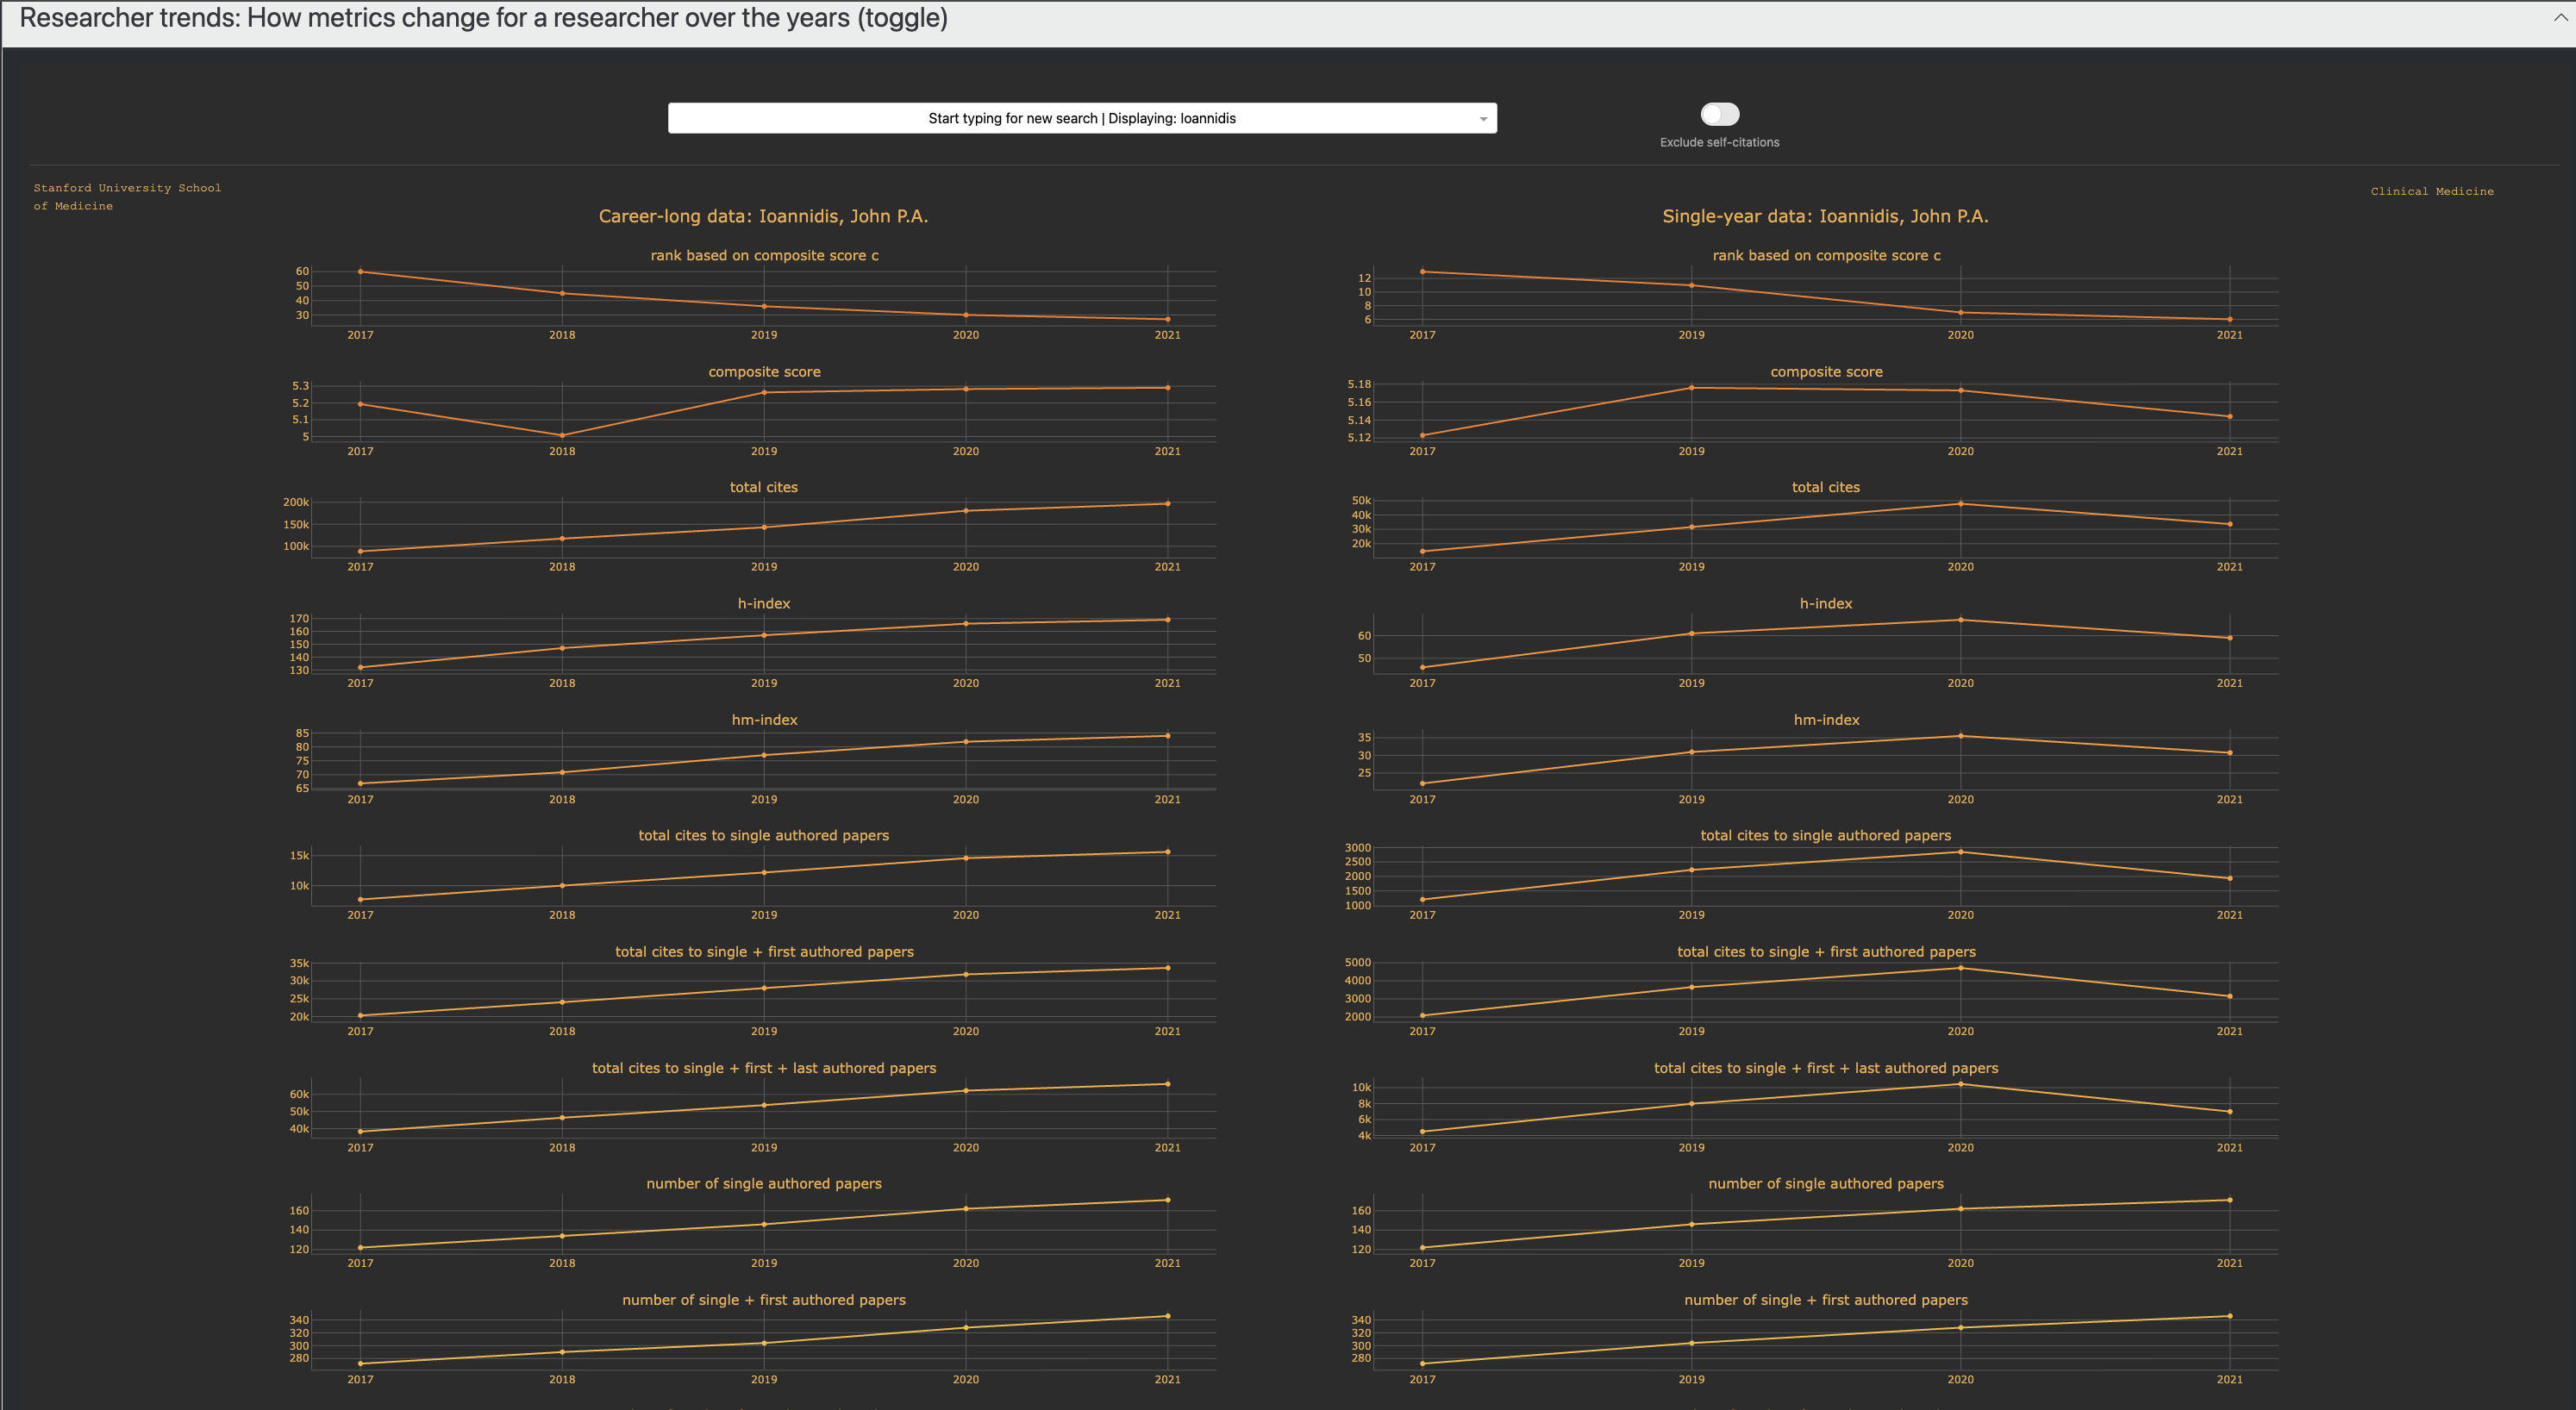 Researcher trends: How metrics change for a researcher over the years (toggle)
Start typing for new search | Displaying: Ioannidis
Exclude self-citations
Stanford University School
of Medicine
Clinical Medicine
Career-long data: Ioannidis, John P.A.
rank based on composite score c
60
50
40
30
2017 2018 2019 2020 2021
composite score
5.3
5.2
5.1
5
2017 2018 2019 2020 2021
total cites
200k
150k
100k
2017 2018 2019 2020 2021
h-index
170
160
150
140
130
2017 2018 2019 2020 2021
hm-index
85
80
75
70
65
2017 2018 2019 2020 2021
total cites to single authored papers
15k
10k
2017 2018 2019 2020 2021
total cites to single + first authored papers
35k
30k
25k
20k
2017 2018 2019 2020 2021
total cites to single + first + last authored papers
60k
50k
40k
2017 2018 2019 2020 2021
number of single authored papers
160
140
120
2017 2018 2019 2020 2021
number of single + first authored papers
340
320
300
280
2017 2018 2019 2020 2021
Single-year data: Ioannidis, John P.A.
rank based on composite score c
12
10
8
6
2017 2019 2020 2021
composite score
5.18
5.16
5.14
5.12
2017 2019 2020 2021
total cites
50k
40k
30k
20k
2017 2019 2020 2021
h-index
60
50
2017 2019 2020 2021
hm-index
35
30
25
2017 2019 2020 2021
total cites to single authored papers
3000
2500
2000
1500
1000
2017 2019 2020 2021
total cites to single + first authored papers
5000
4000
3000
2000
2017 2019 2020 2021
total cites to single + first + last authored papers
10k
8k
6k
4k
2017 2019 2020 2021
number of single authored papers
160
140
120
2017 2019 2020 2021
number of single + first authored papers
340
320
300
280
2017 2019 2020 2021